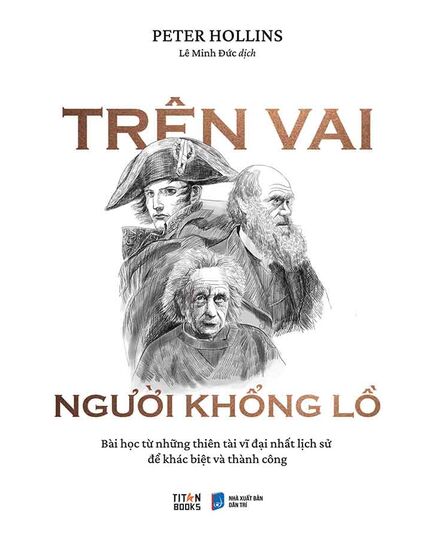 PETER HOLLINS
Lê Minh Đức dịch
TRÊN VAI
NGƯỜI KHỔNG LỒ
Bài học từ những thiên tài vĩ đại nhất lịch sử
để khác biệt và thành công
TITAN
BOOKS
NHÀ XUẤT BẢN
DÂN TRÍ